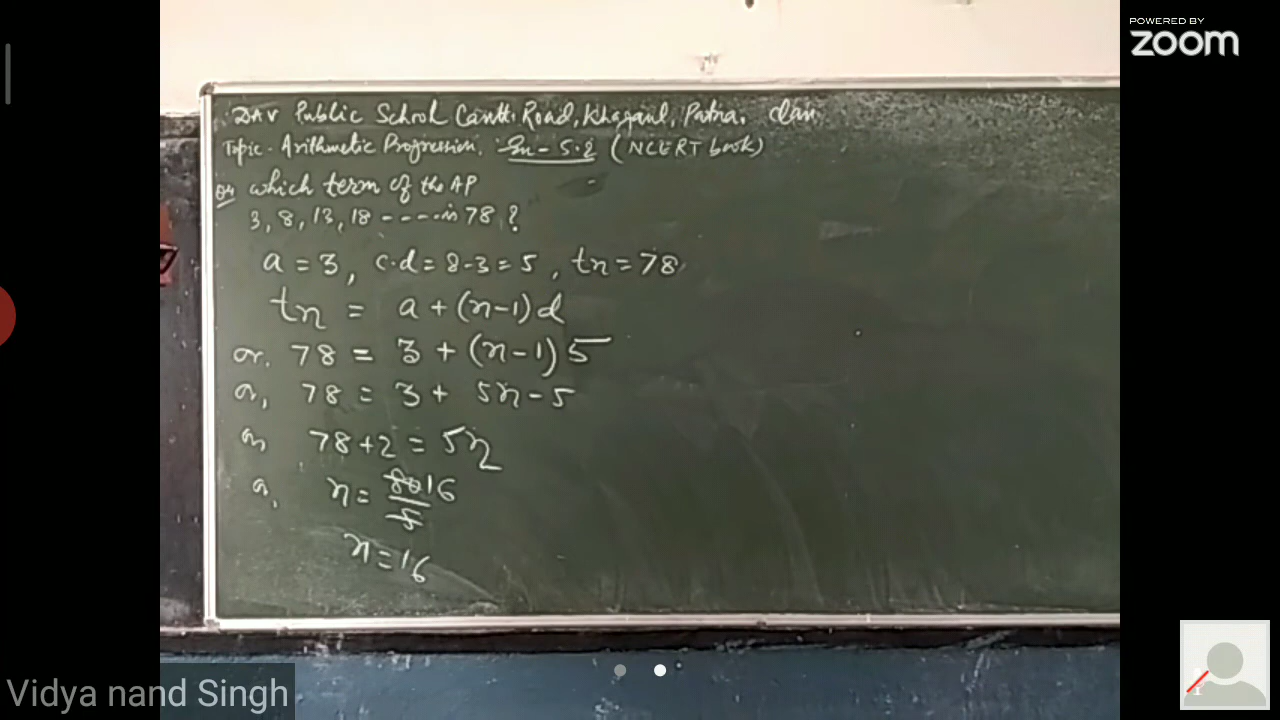 POWERED BY
zoom
DAV Public School Cantt. Road, Khagaul, Patna.
Topic - Arithmetic Progression. Ex - 5.2 (NCERT book)
Q4 which term of the AP
3, 8, 13, 18 ----- is 78 ?
a = 3, c.d = 8-3 = 5, tn = 78
tn = a + (n-1)d
or, 78 = 3 + (n-1) 5
or, 78 = 3 + 5n - 5
or 78+2 = 5n
or, n = 80/5 16
n = 16
Vidya nand Singh